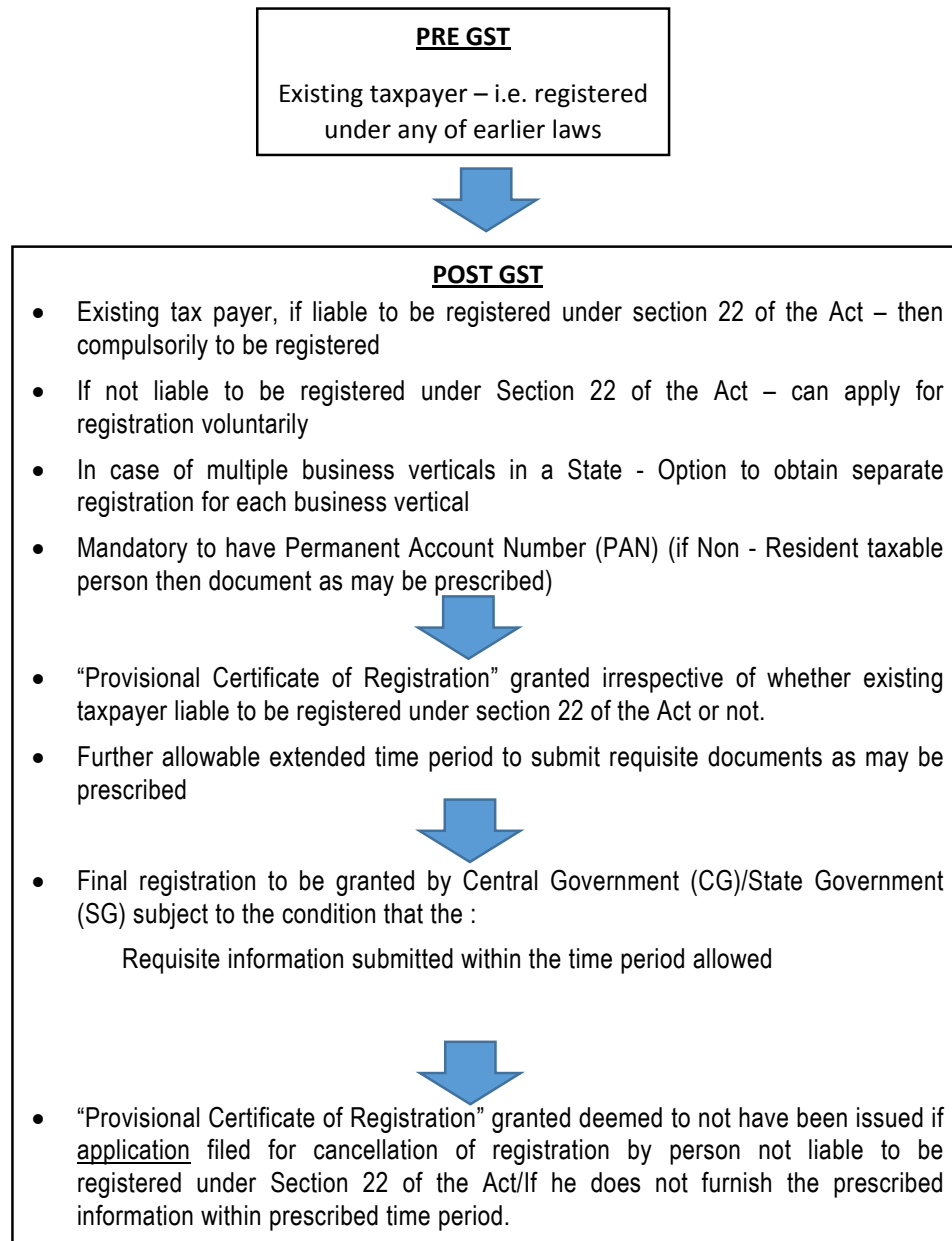 PRE GST
Existing taxpayer – i.e. registered
under any of earlier laws
POST GST
• Existing tax payer, if liable to be registered under section 22 of the Act – then
compulsorily to be registered
• If not liable to be registered under Section 22 of the Act – can apply for
registration voluntarily
• In case of multiple business verticals in a State - Option to obtain separate
registration for each business vertical
• Mandatory to have Permanent Account Number (PAN) (if Non - Resident taxable
person then document as may be prescribed)
• “Provisional Certificate of Registration” granted irrespective of whether existing
taxpayer liable to be registered under section 22 of the Act or not.
• Further allowable extended time period to submit requisite documents as may be
prescribed
• Final registration to be granted by Central Government (CG)/State Government
(SG) subject to the condition that the :
Requisite information submitted within the time period allowed
• “Provisional Certificate of Registration” granted deemed to not have been issued if
application filed for cancellation of registration by person not liable to be
registered under Section 22 of the Act/If he does not furnish the prescribed
information within prescribed time period.